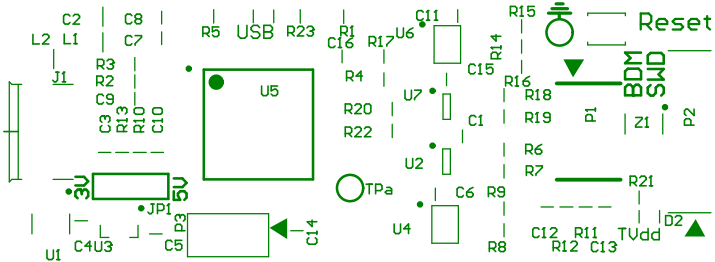 C2 C8 C7 R5 USB R23 R1 C16 R17 U6 C11 R15 Reset
L2 L1 J1 R3 R2 C9 U5 R4 C15 R14 R16 BDM SWD
C3 R13 R10 C10 R20 R22 U7 C1 R18 R19 P1 Z1 P2
U2 R6 R7
3V 5V JP1 TP2 C6 R9 R21
P3 U1 C4 U3 C5 C14 U4 R8 C12 R12 R11 C13 TVdd D2